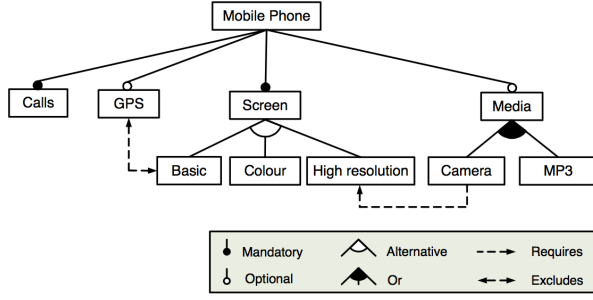 Mobile Phone
Calls
GPS
Screen
Media
Basic
Colour
High resolution
Camera
MP3
Mandatory
Alternative
Requires
Optional
Or
Excludes